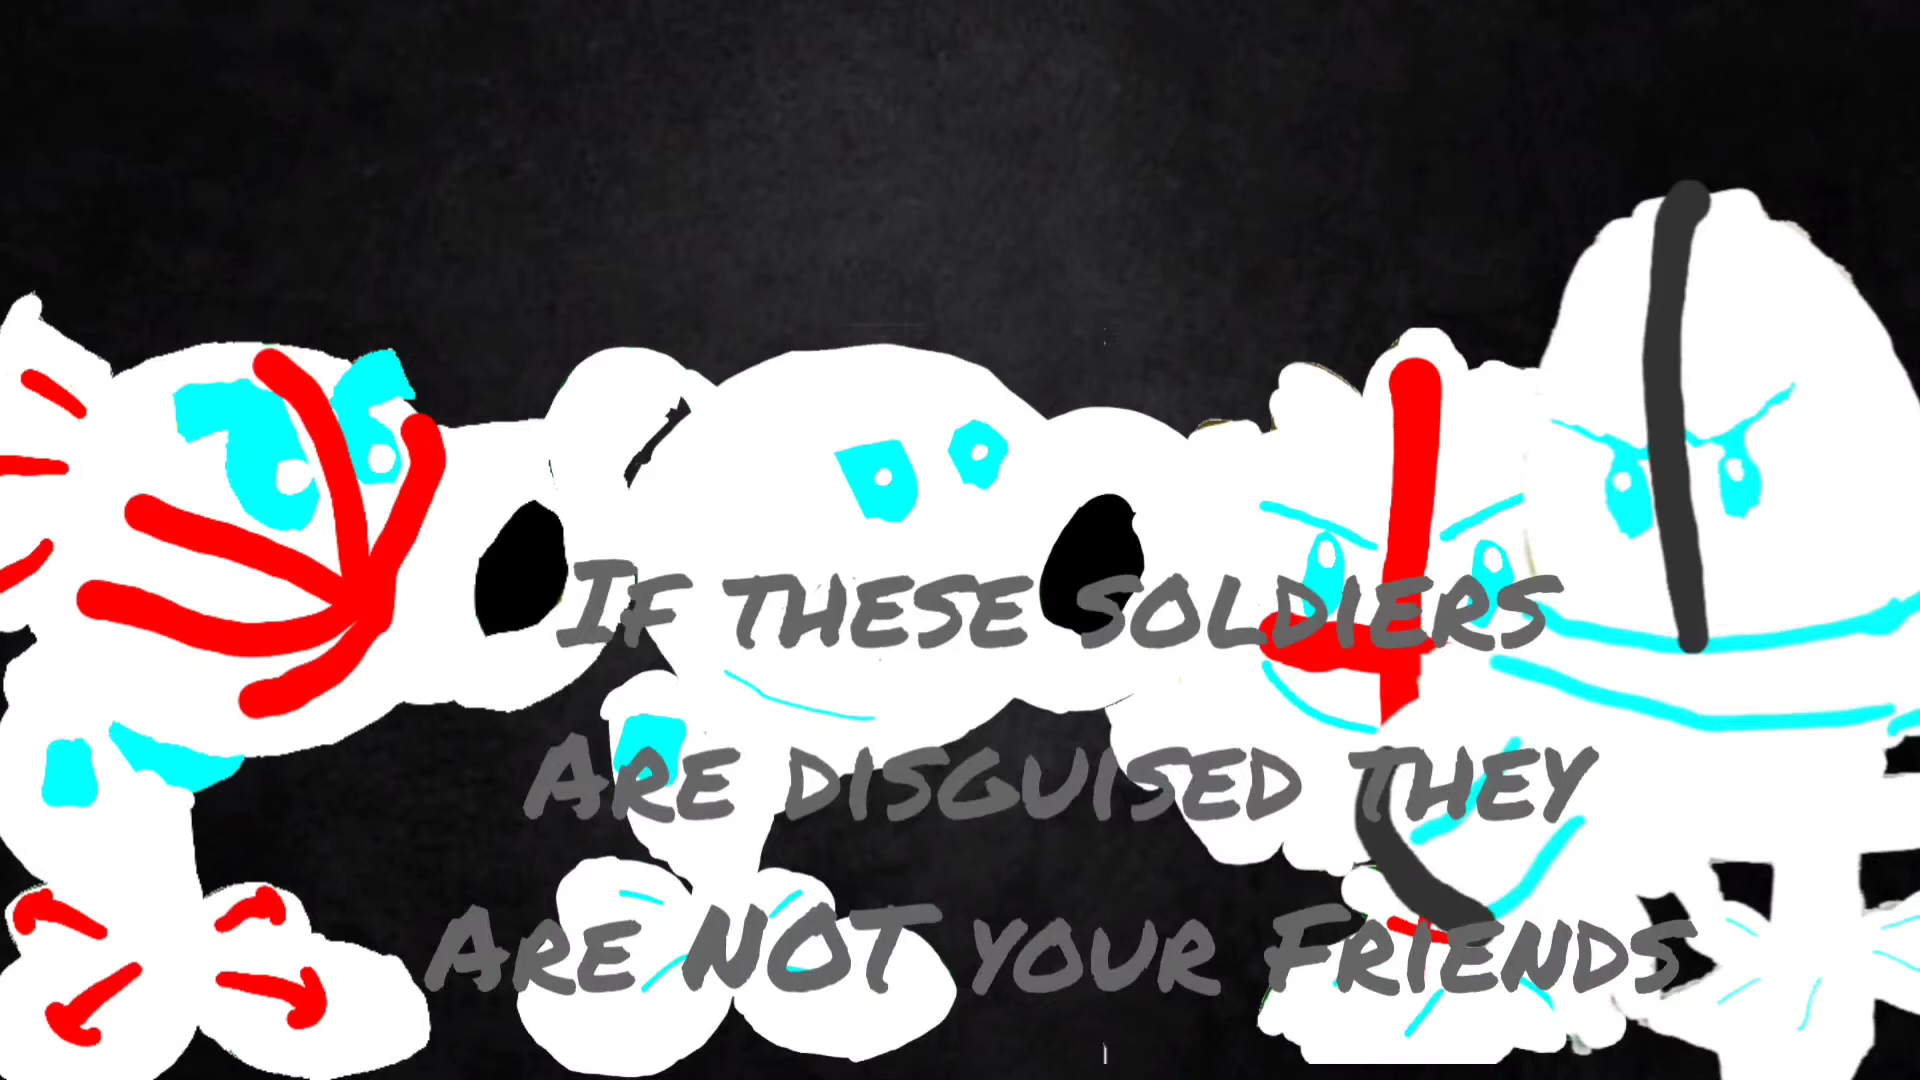 If these soldiers
Are disguised they
Are NOT your Friends